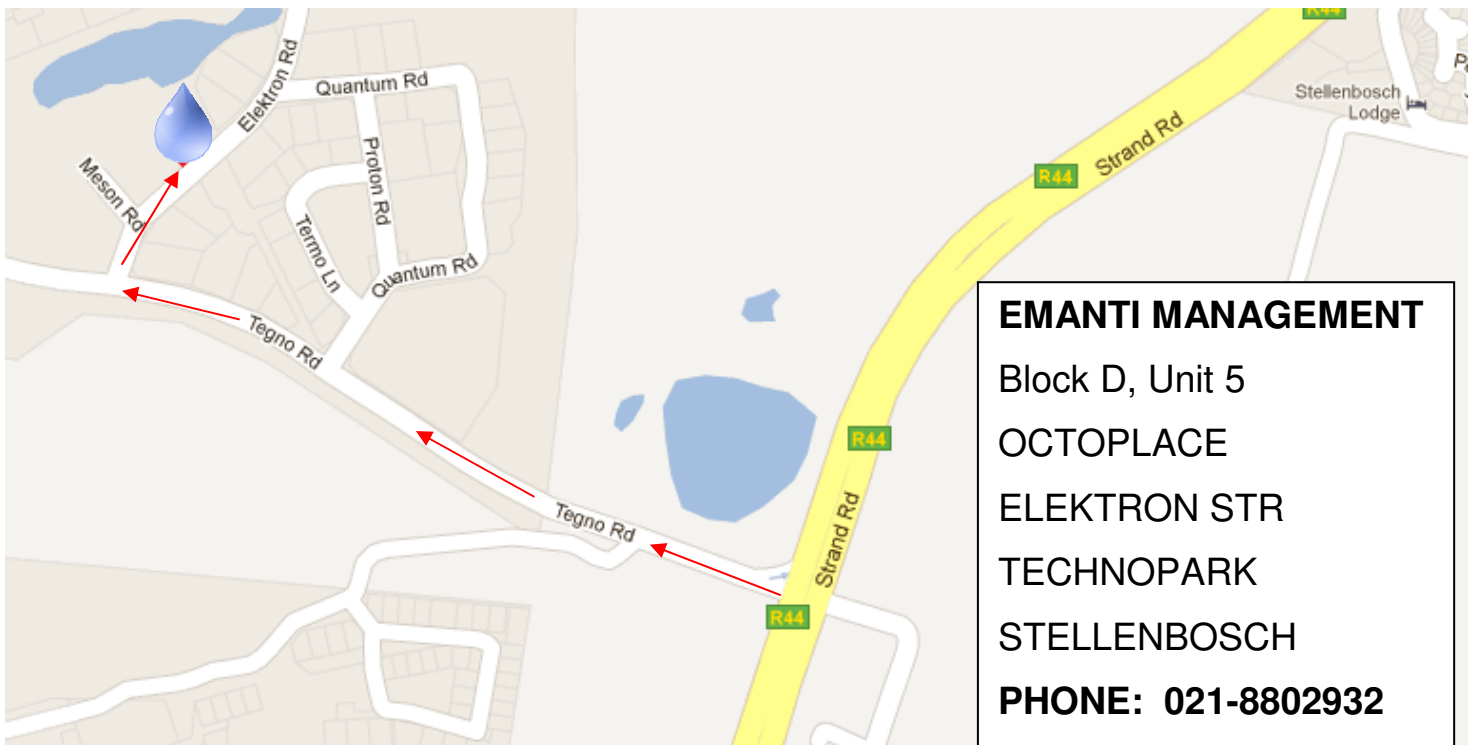 R44
Elektron Rd
Quantum Rd
Stellenbosch
Lodge
Strand Rd
R44
Meson Rd
Proton Rd
Termo Ln
Quantum Rd
Tegno Rd
R44
Tegno Rd
Strand Rd
R44
EMANTI MANAGEMENT
Block D, Unit 5
OCTOPLACE
ELEKTRON STR
TECHNOPARK
STELLENBOSCH
PHONE: 021-8802932